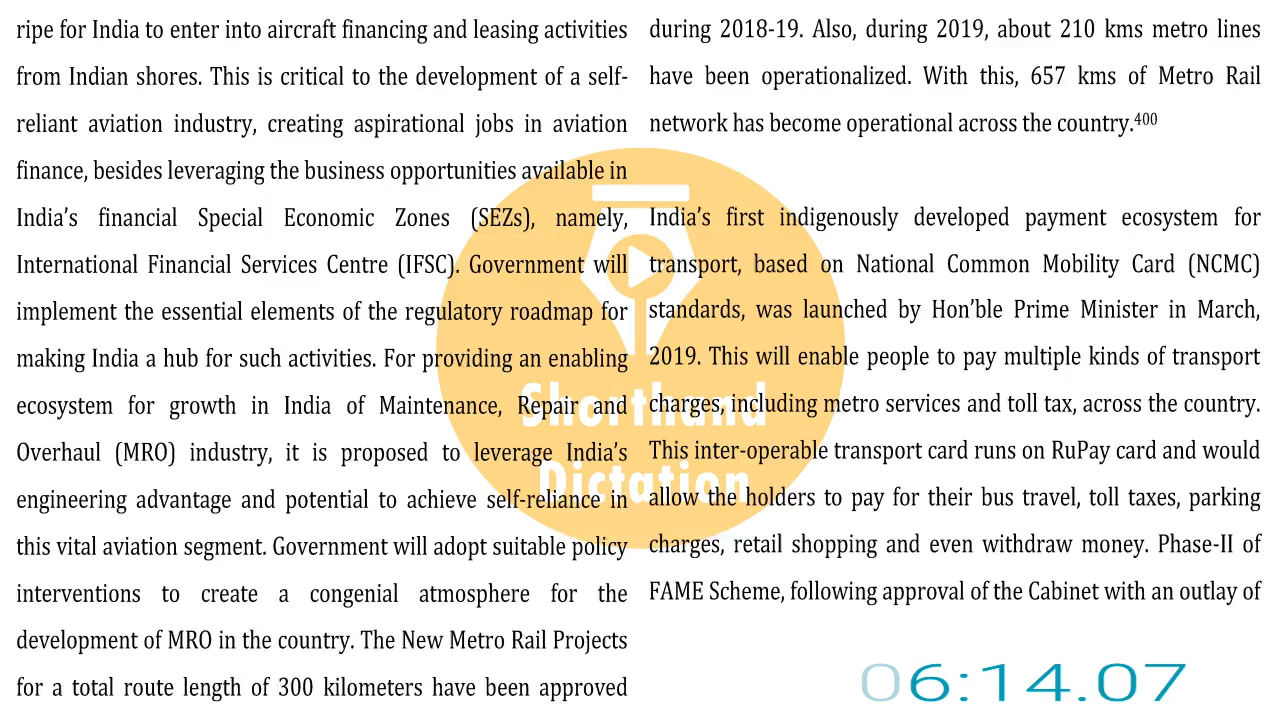 ripe for India to enter into aircraft financing and leasing activities
from Indian shores. This is critical to the development of a self-
reliant aviation industry, creating aspirational jobs in aviation
finance, besides leveraging the business opportunities available in
India’s financial Special Economic Zones (SEZs), namely,
International Financial Services Centre (IFSC). Government will
implement the essential elements of the regulatory roadmap for
making India a hub for such activities. For providing an enabling
ecosystem for growth in India of Maintenance, Repair and
Overhaul (MRO) industry, it is proposed to leverage India’s
engineering advantage and potential to achieve self-reliance in
this vital aviation segment. Government will adopt suitable policy
interventions to create a congenial atmosphere for the
development of MRO in the country. The New Metro Rail Projects
for a total route length of 300 kilometers have been approved
during 2018-19. Also, during 2019, about 210 kms metro lines
have been operationalized. With this, 657 kms of Metro Rail
network has become operational across the country.400
India’s first indigenously developed payment ecosystem for
transport, based on National Common Mobility Card (NCMC)
standards, was launched by Hon’ble Prime Minister in March,
2019. This will enable people to pay multiple kinds of transport
charges, including metro services and toll tax, across the country.
This inter-operable transport card runs on RuPay card and would
allow the holders to pay for their bus travel, toll taxes, parking
charges, retail shopping and even withdraw money. Phase-II of
FAME Scheme, following approval of the Cabinet with an outlay of
Shorthand
Dictation
06:14.07